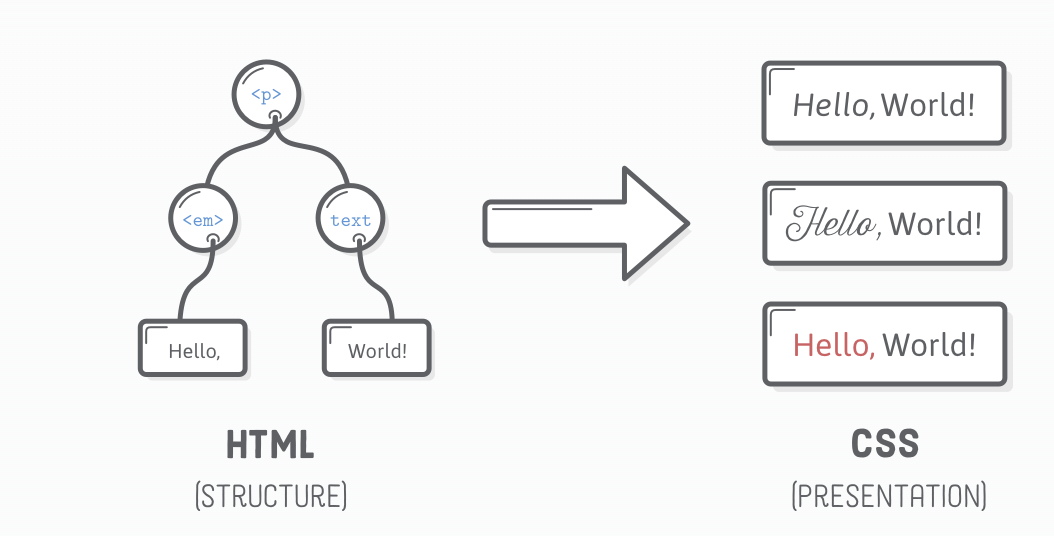 <p>
<em>
text
Hello,
World!
HTML
(STRUCTURE)
Hello, World!
Hello, World!
Hello, World!
CSS
(PRESENTATION)